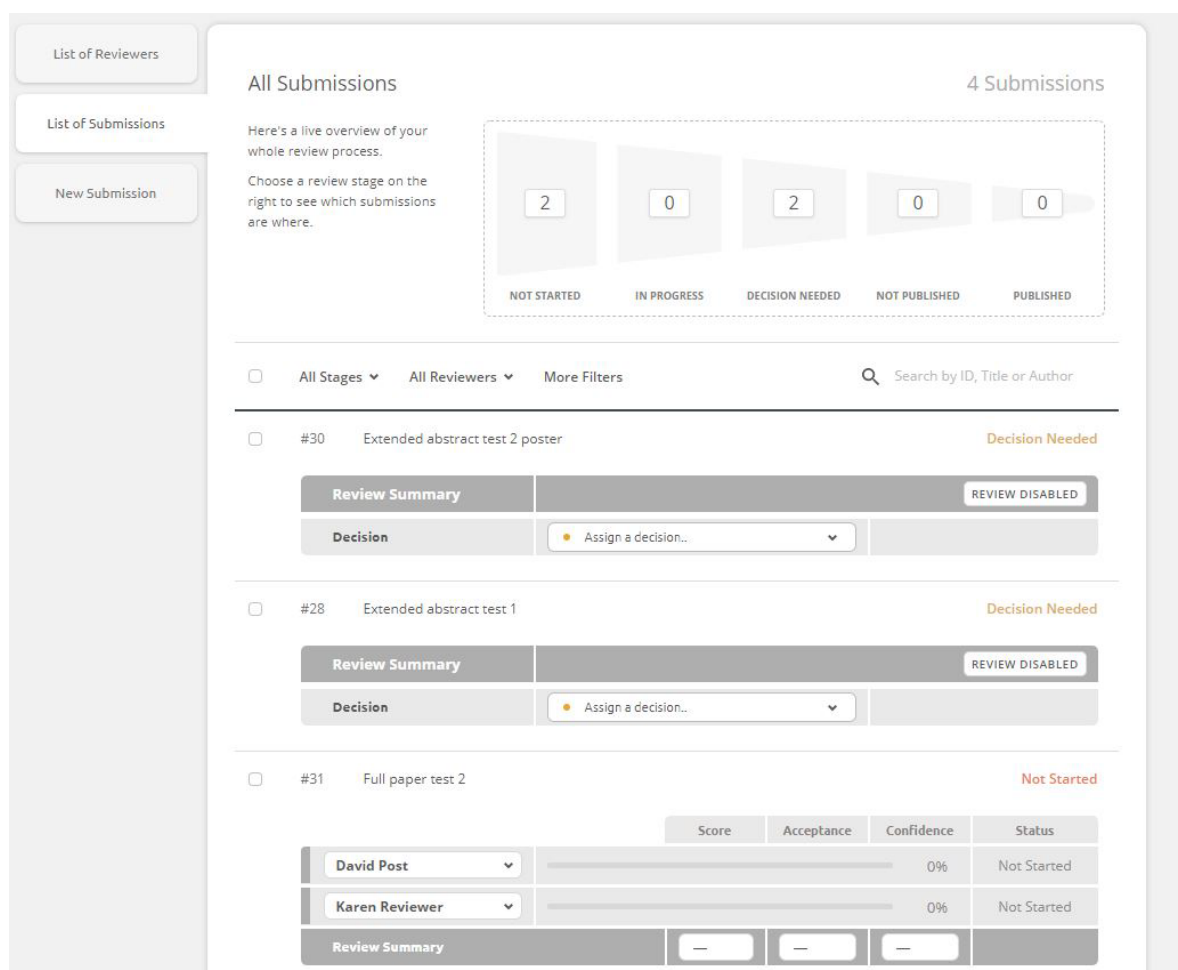 List of Reviewers
List of Submissions
New Submission
All Submissions
4 Submissions
Here's a live overview of your
whole review process.
Choose a review stage on the
right to see which submissions
are where.
2 0 2 0 0
NOT STARTED IN PROGRESS DECISION NEEDED NOT PUBLISHED PUBLISHED
All Stages All Reviewers More Filters Search by ID, Title or Author
#30 Extended abstract test 2 poster Decision Needed
Review Summary REVIEW DISABLED
Decision Assign a decision..
#28 Extended abstract test 1 Decision Needed
Review Summary REVIEW DISABLED
Decision Assign a decision..
#31 Full paper test 2 Not Started
Score Acceptance Confidence Status
David Post 0% Not Started
Karen Reviewer 0% Not Started
Review Summary — — —